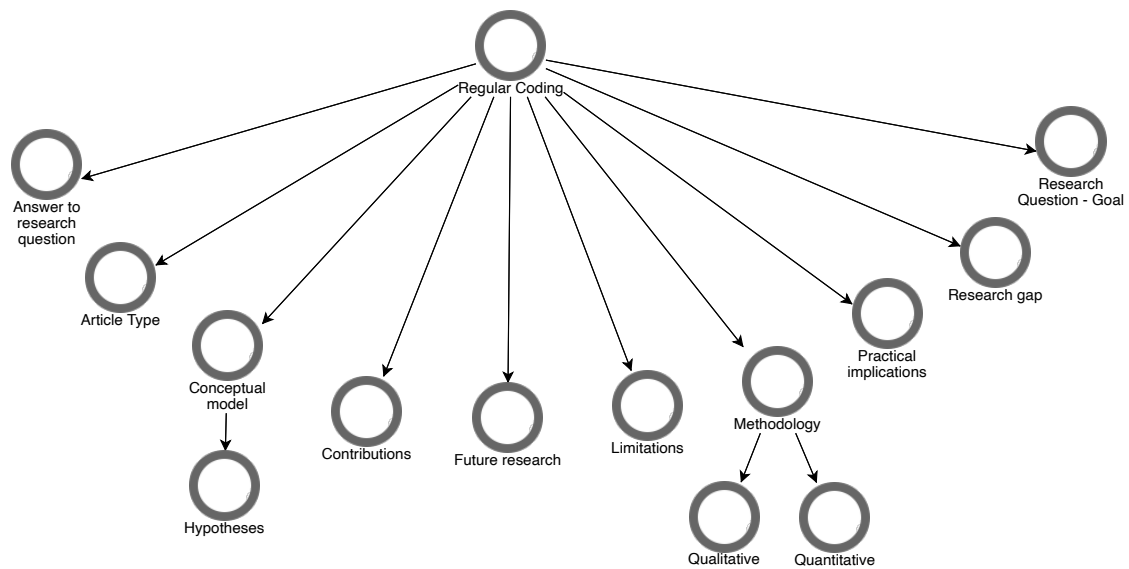 Regular Coding
Answer to
research
question
Article Type
Conceptual
model
Hypotheses
Contributions
Future research
Limitations
Methodology
Qualitative
Quantitative
Practical
implications
Research gap
Research
Question - Goal